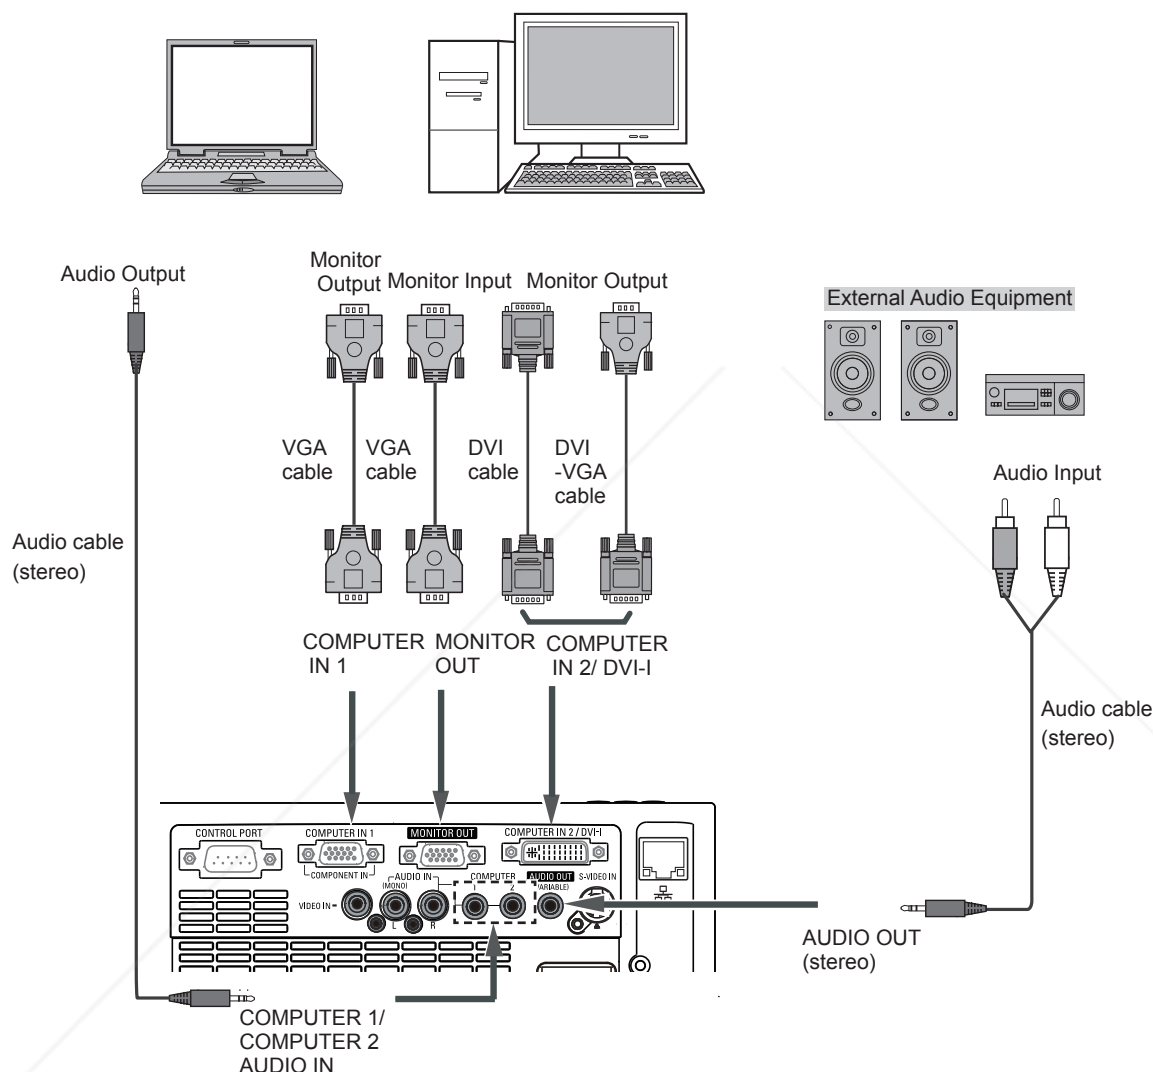 Audio Output
Monitor
Output
Monitor Input
Monitor Output
External Audio Equipment
VGA
cable
VGA
cable
DVI
cable
DVI
-VGA
cable
Audio Input
Audio cable
(stereo)
COMPUTER
IN 1
MONITOR
OUT
COMPUTER
IN 2/ DVI-I
Audio cable
(stereo)
CONTROL PORT
COMPUTER IN 1
MONITOR OUT
COMPUTER IN 2 / DVI-I
COMPONENT IN
AUDIO IN
COMPUTER
AUDIO OUT
S-VIDEO IN
(MONO)
1
2
(VARIABLE)
VIDEO IN
L
R
AUDIO OUT
(stereo)
COMPUTER 1/
COMPUTER 2
AUDIO IN